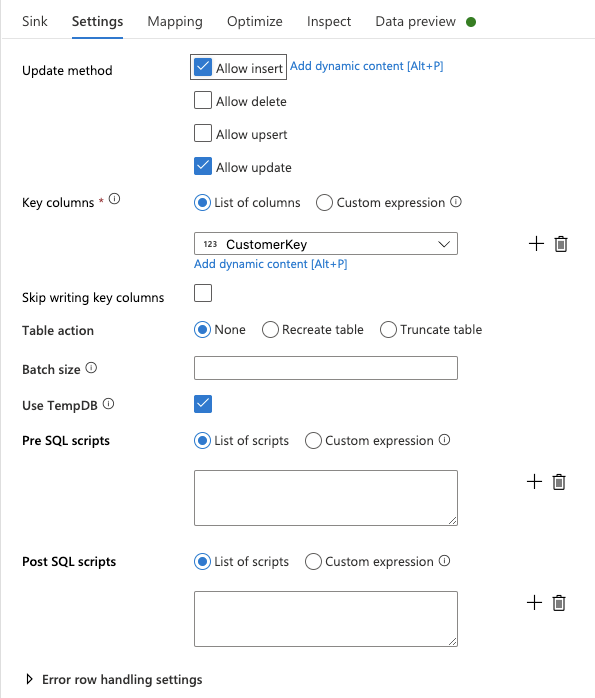 Sink Settings Mapping Optimize Inspect Data preview
Update method Allow insert Add dynamic content [Alt+P]
Allow delete
Allow upsert
Allow update
Key columns * List of columns Custom expression
123 CustomerKey
Add dynamic content [Alt+P]
Skip writing key columns
Table action None Recreate table Truncate table
Batch size
Use TempDB
Pre SQL scripts List of scripts Custom expression
Post SQL scripts List of scripts Custom expression
Error row handling settings